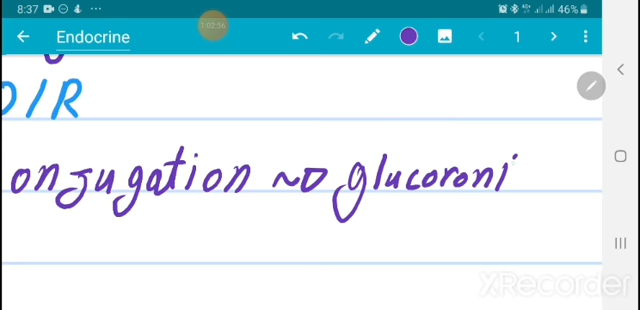 8:37 46%
1:02:56
Endocrine 1
O/R
onjugation ~> glucoroni
XRecorder